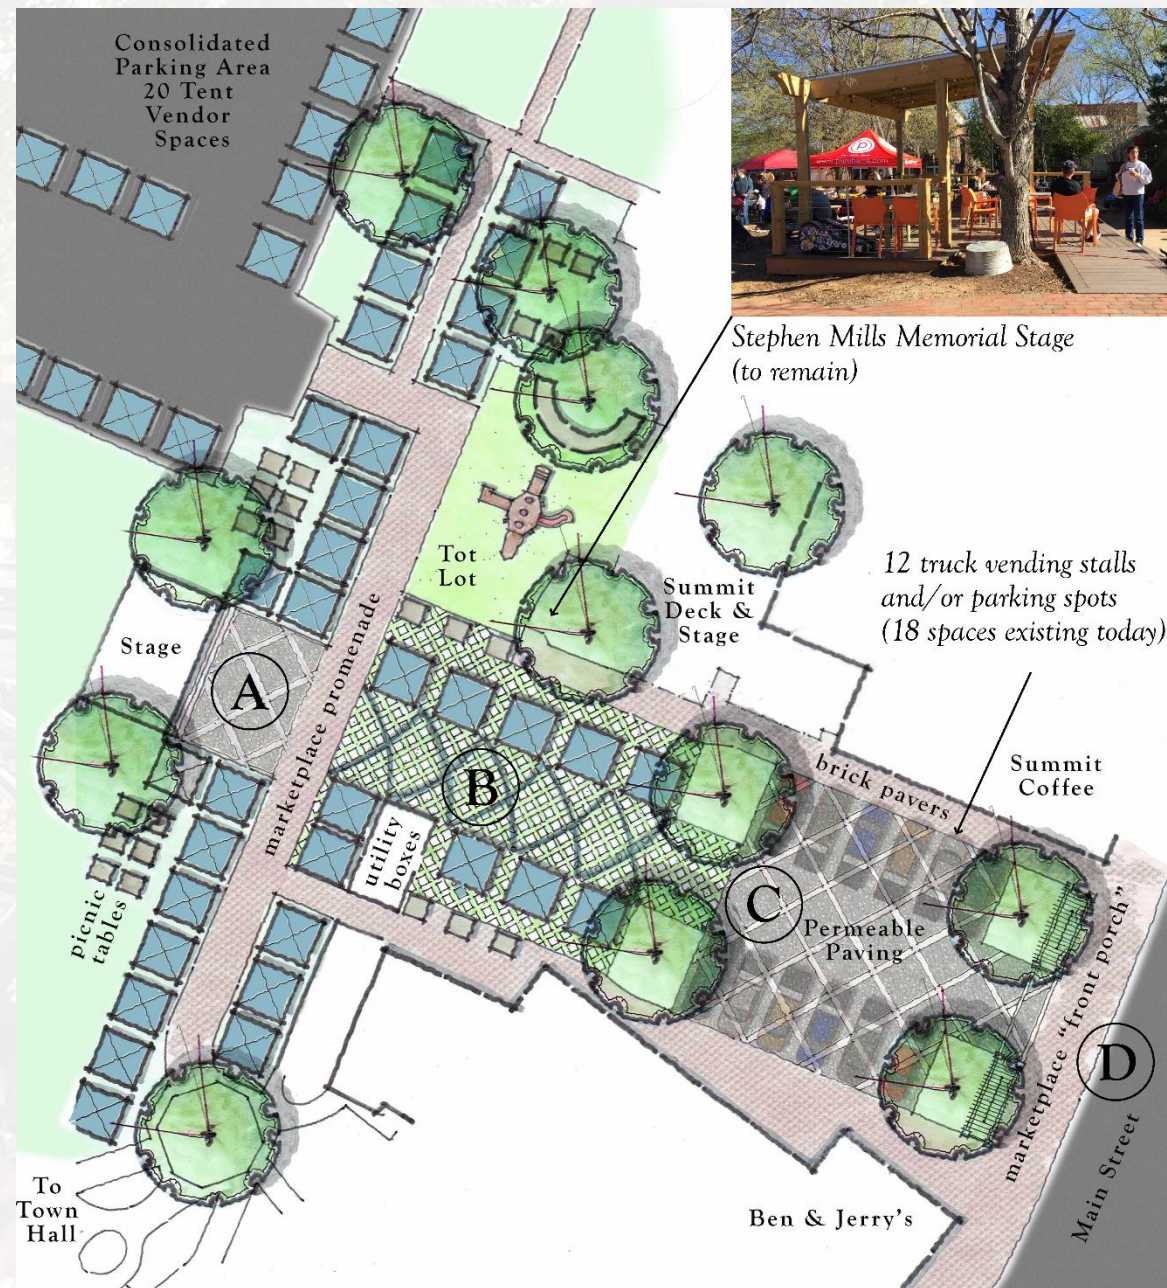 Consolidated
Parking Area
20 Tent
Vendor
Spaces
Stephen Mills Memorial Stage
(to remain)
12 truck vending stalls
and/or parking spots
(18 spaces existing today)
Tot
Lot
Summit
Deck &
Stage
Stage
A
marketplace promenade
B
brick pavers
Summit
Coffee
utility
boxes
C
Permeable
Paving
picnic
tables
marketplace "front porch"
D
Main Street
To
Town
Hall
Ben & Jerry's